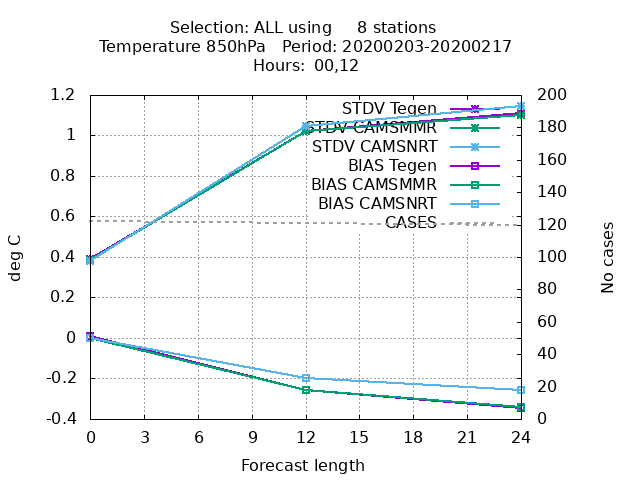 Selection: ALL using     8 stations
Temperature 850hPa   Period: 20200203-20200217
Hours: 00,12
1.2
1
0.8
0.6
0.4
0.2
0
-0.2
-0.4
deg C
STDV Tegen
STDV CAMSMMR
STDV CAMSNRT
BIAS Tegen
BIAS CAMSMMR
BIAS CAMSNRT
CASES
200
180
160
140
120
100
80
60
40
20
0
No cases
0 3 6 9 12 15 18 21 24
Forecast length